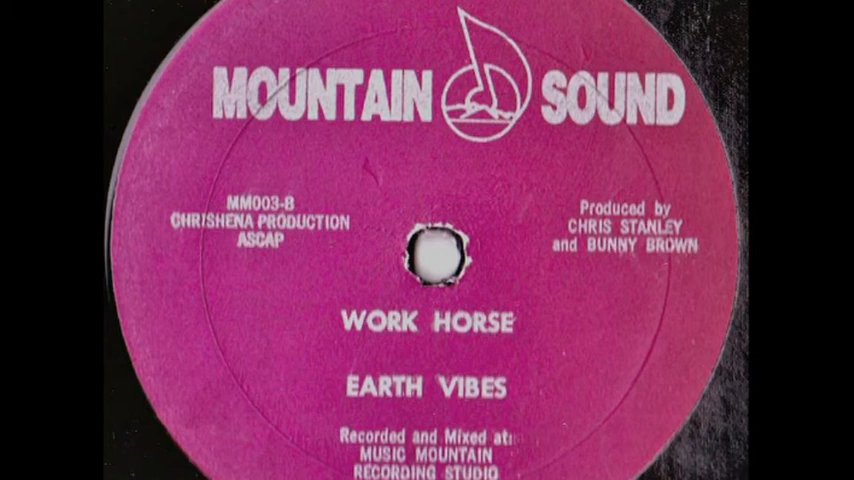 MOUNTAIN SOUND
MM003-B
CHRISHENA PRODUCTION
ASCAP
Produced by
CHRIS STANLEY
and BUNNY BROWN
WORK HORSE
EARTH VIBES
Recorded and Mixed at:
MUSIC MOUNTAIN
RECORDING STUDIO